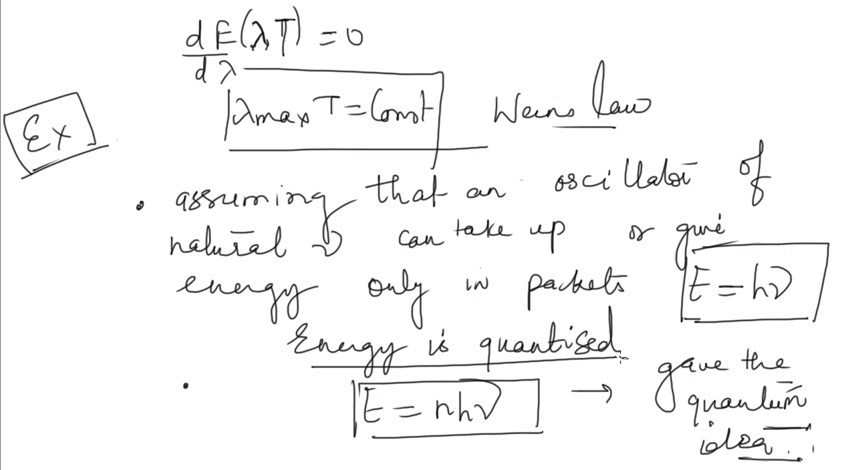 dE(λT) = 0
dλ
λmax T = Const Weins law
Ex
• assuming that an oscillator of
natural ν can take up or give
energy only in packets E = hν
Energy is quantised
• E = nhν → gave the
quantum
idea..